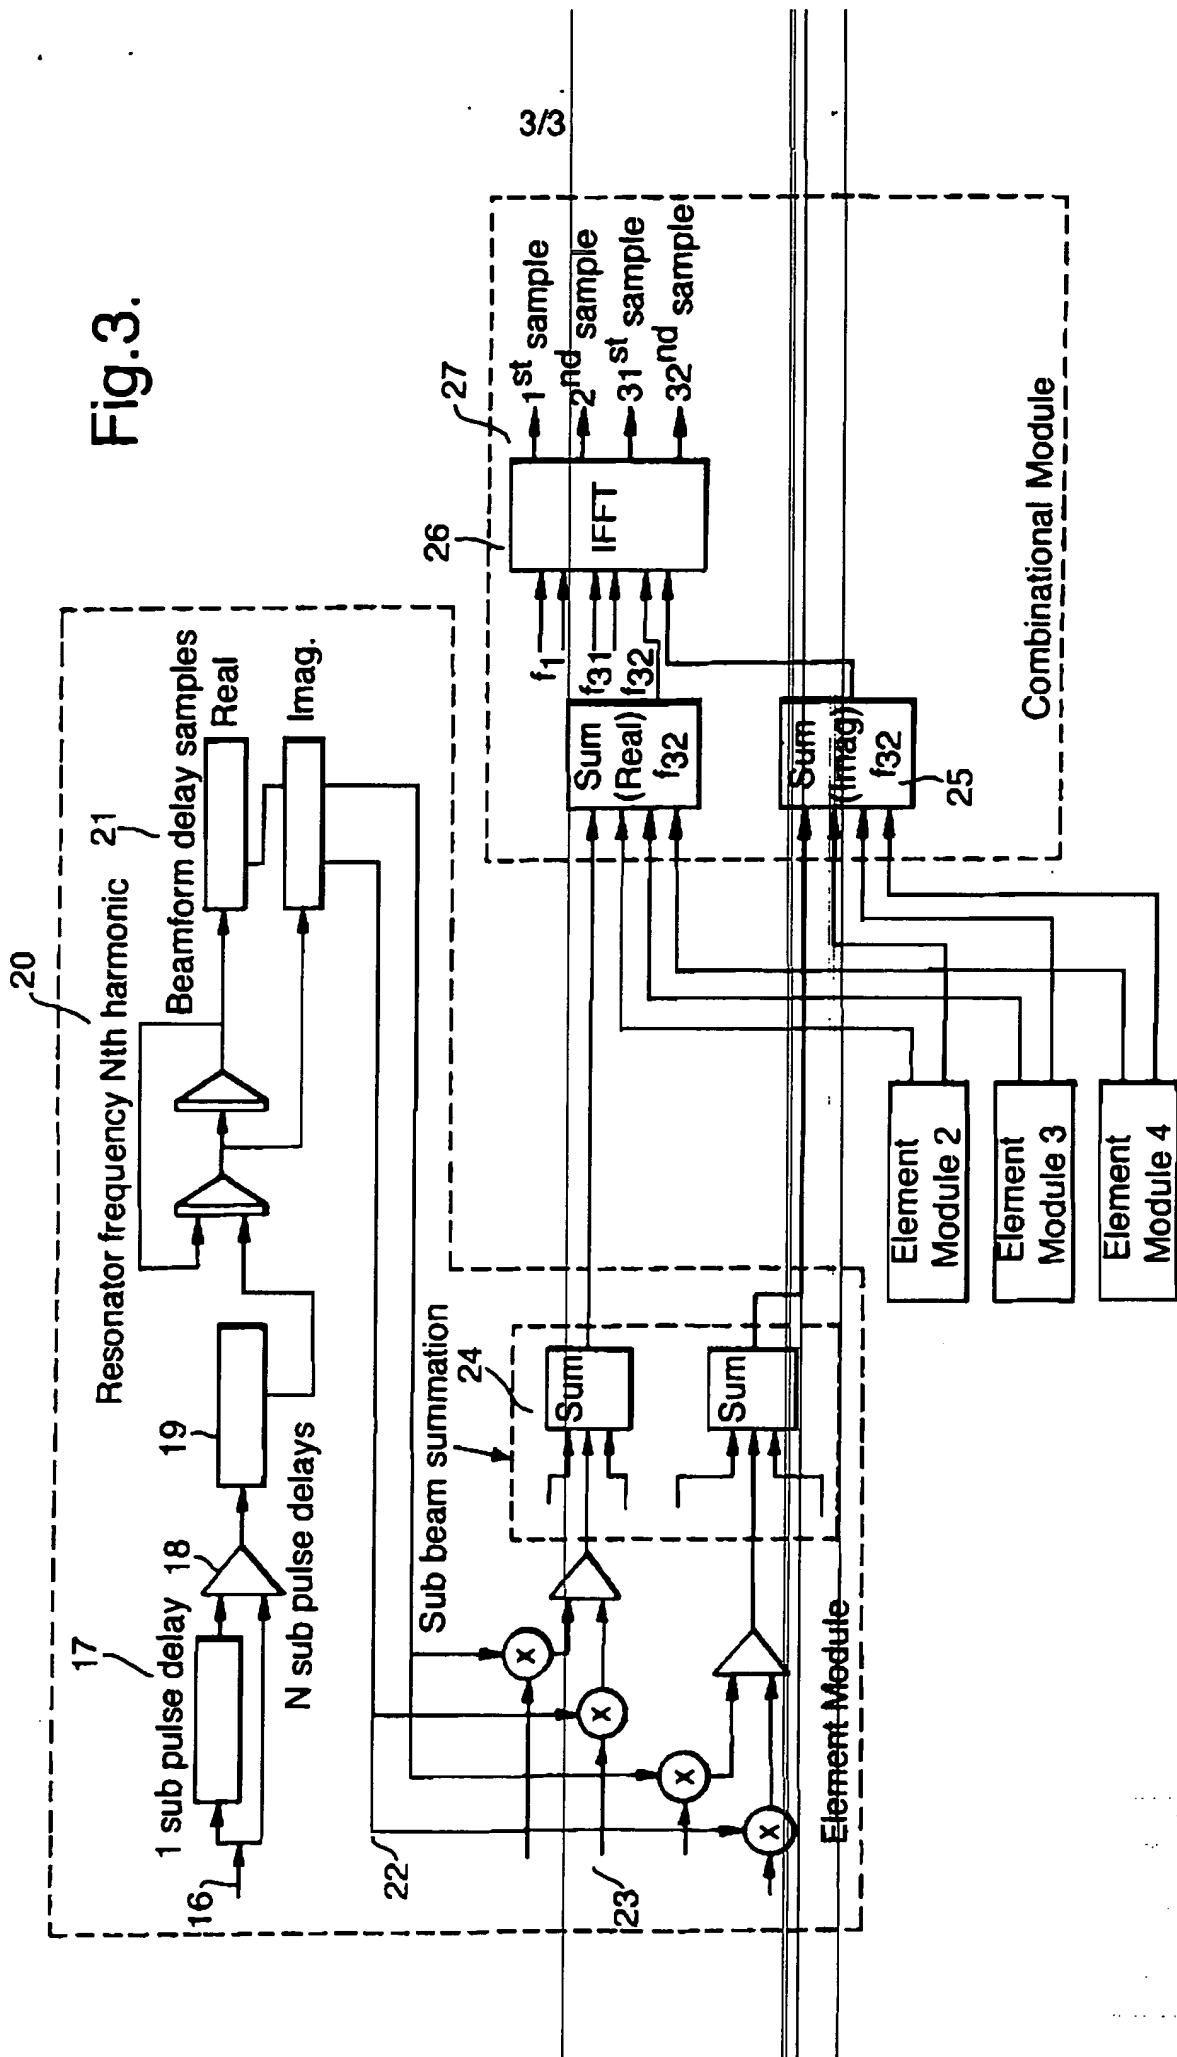 3/3
Fig.3.
20
Resonator frequency Nth harmonic
21
Beamform delay samples
Real
Imag.
17
1 sub pulse delay
18
19
N sub pulse delays
16
22
23
Sub beam summation
24
Sum
Sum
x
x
x
x
Element Module
Element
Module 2
Element
Module 3
Element
Module 4
Sum
(Real)
f32
Sum
(Imag)
f32
25
f1
f31
f32
26
IFFT
27
1st sample
2nd sample
31st sample
32nd sample
Combinational Module